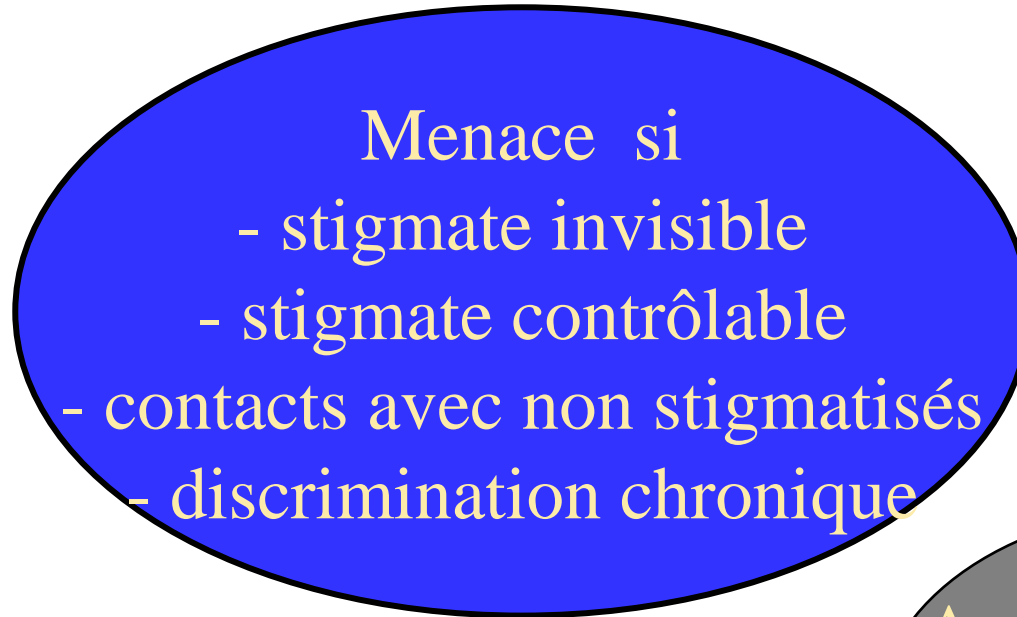 Menace si
- stigmate invisible
- stigmate contrôlable
- contacts avec non stigmatisés
- discrimination chronique